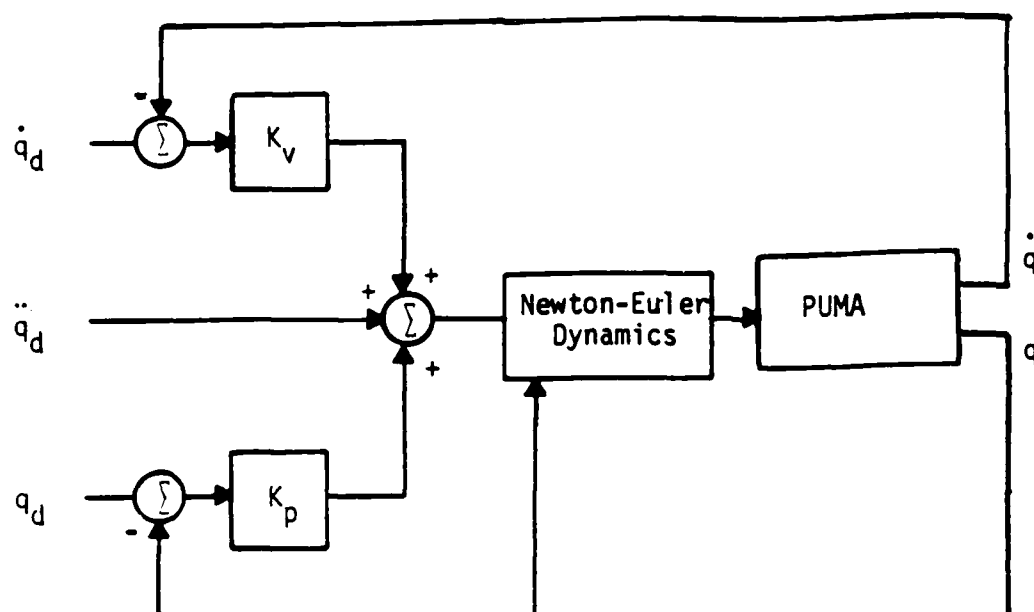 -
q̇d
Σ
Kv
q̇
+
+
q̈d
Σ
Newton-Euler
Dynamics
PUMA
+
q
qd
Σ
Kp
-